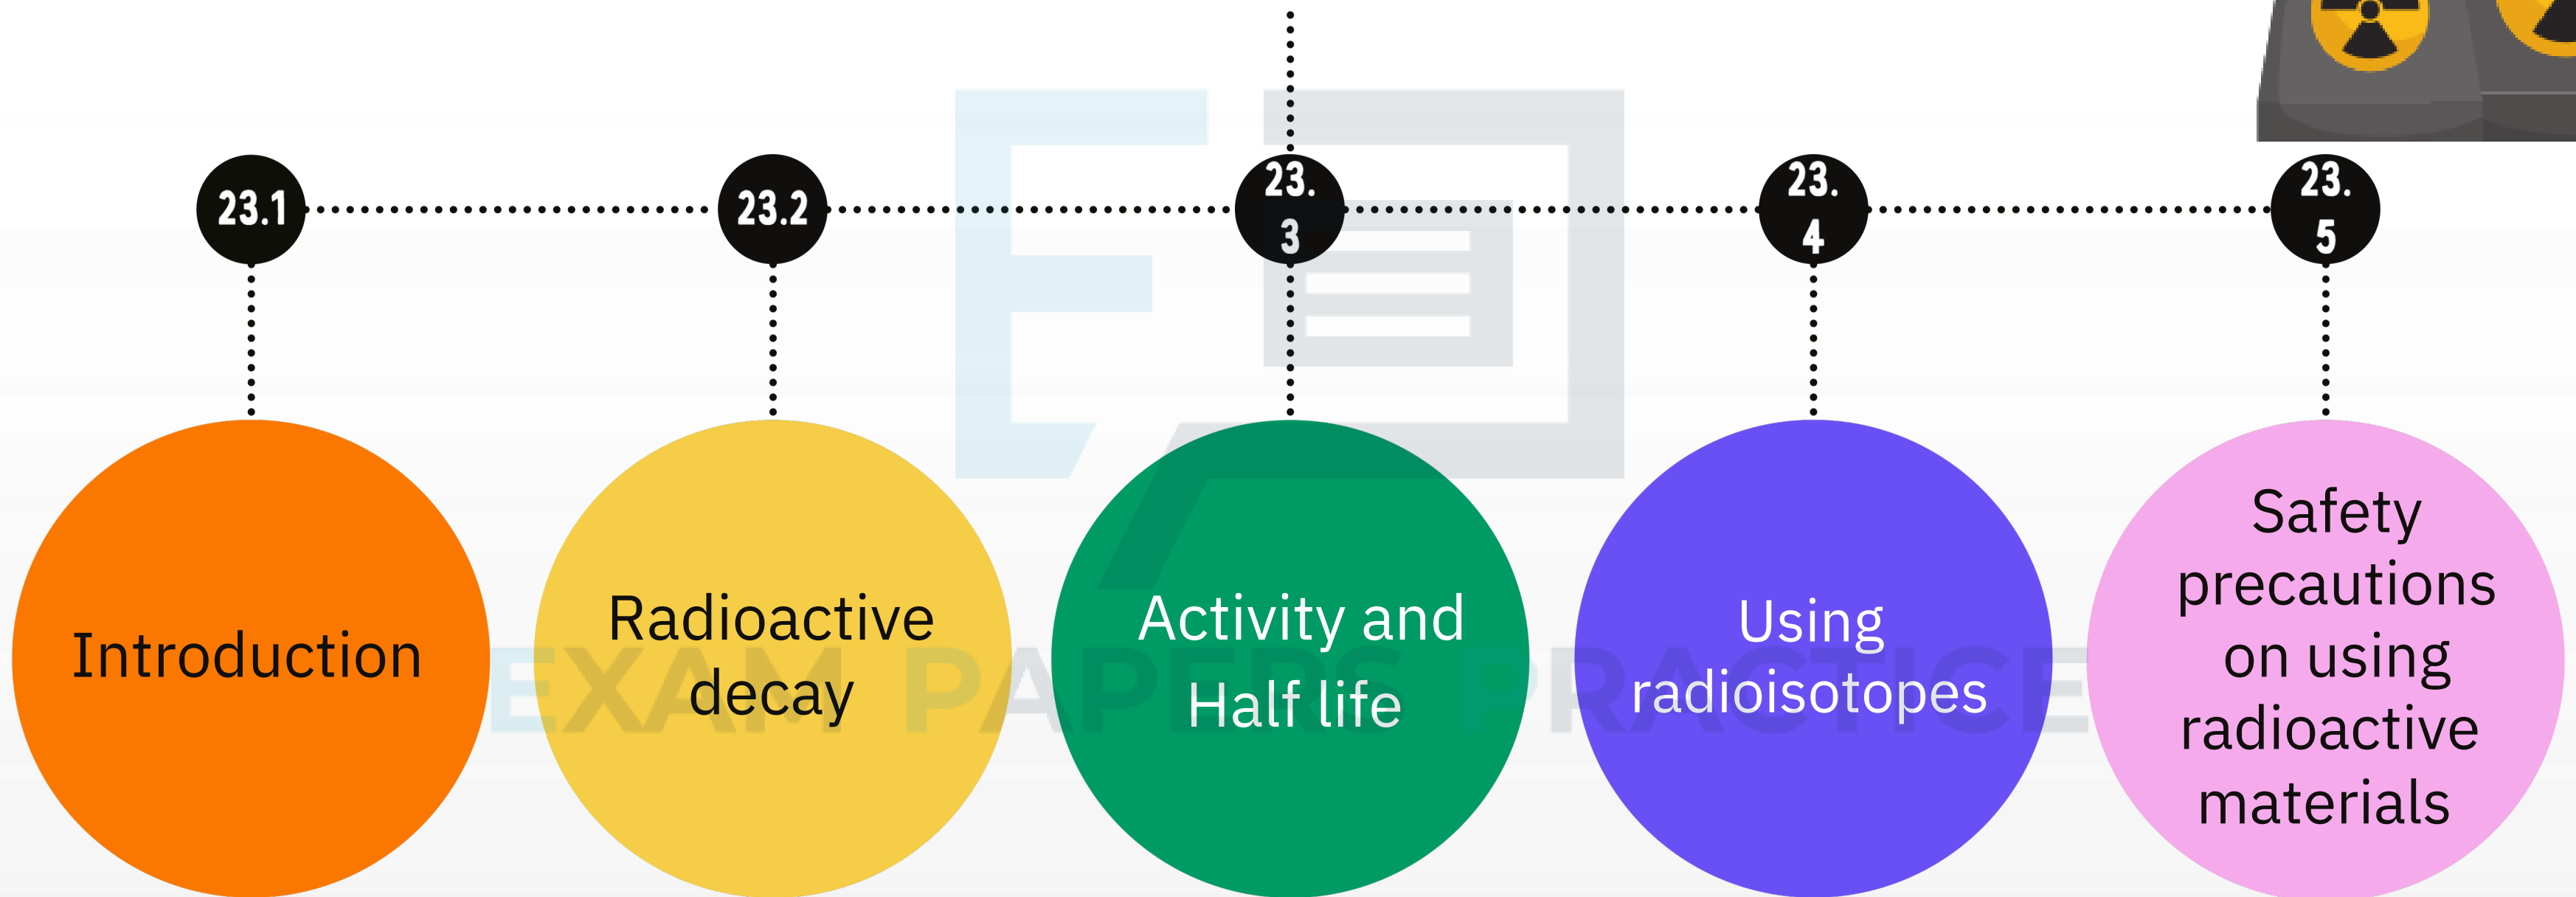 23.1
23.2
23.
3
23.
4
23.
5
Introduction
Radioactive
decay
Activity and
Half life
Using
radioisotopes
Safety
precautions
on using
radioactive
materials
EXAM PAPERS PRACTICE